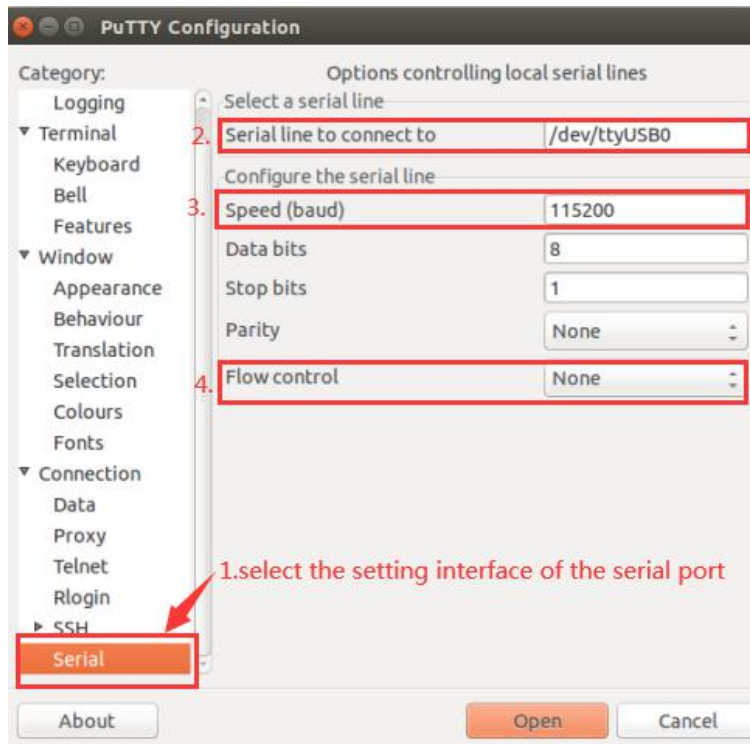 PuTTY Configuration
Category:
Options controlling local serial lines
Logging
Terminal
Keyboard
Bell
Features
Window
Appearance
Behaviour
Translation
Selection
Colours
Fonts
Connection
Data
Proxy
Telnet
Rlogin
SSH
Serial
Select a serial line
2. Serial line to connect to /dev/ttyUSB0
Configure the serial line
3. Speed (baud) 115200
Data bits 8
Stop bits 1
Parity None
4. Flow control None
1.select the setting interface of the serial port
About Open Cancel